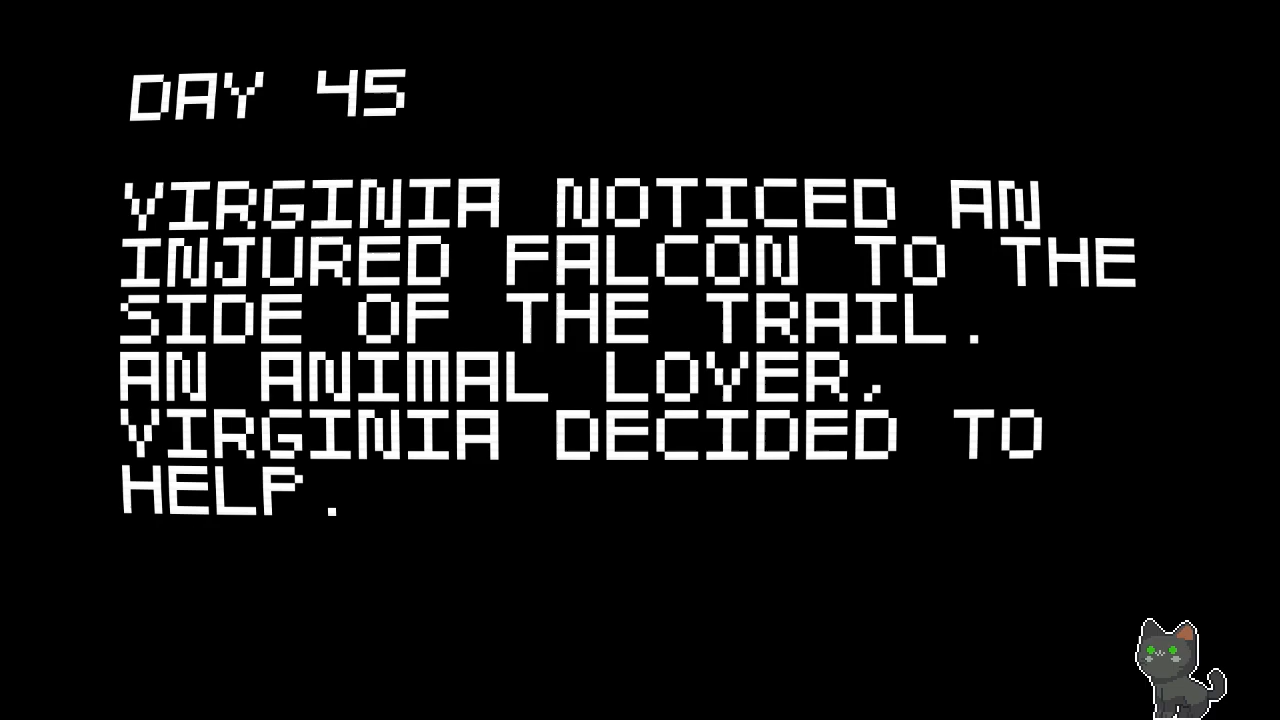 DAY 45
VIRGINIA NOTICED AN
INJURED FALCON TO THE
SIDE OF THE TRAIL.
AN ANIMAL LOVER,
VIRGINIA DECIDED TO
HELP.